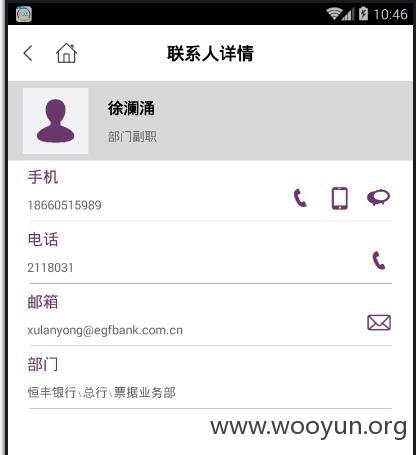 10:46
联系人详情
徐澜涌
部门副职
手机
18660515989
电话
2118031
邮箱
xulanyong@egfbank.com.cn
部门
恒丰银行\总行\票据业务部
www.wooyun.org